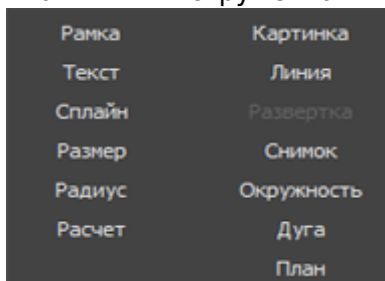 Рамка Картинка
Текст Линия
Сплайн Развертка
Размер Снимок
Радиус Окружность
Расчет Дуга
План